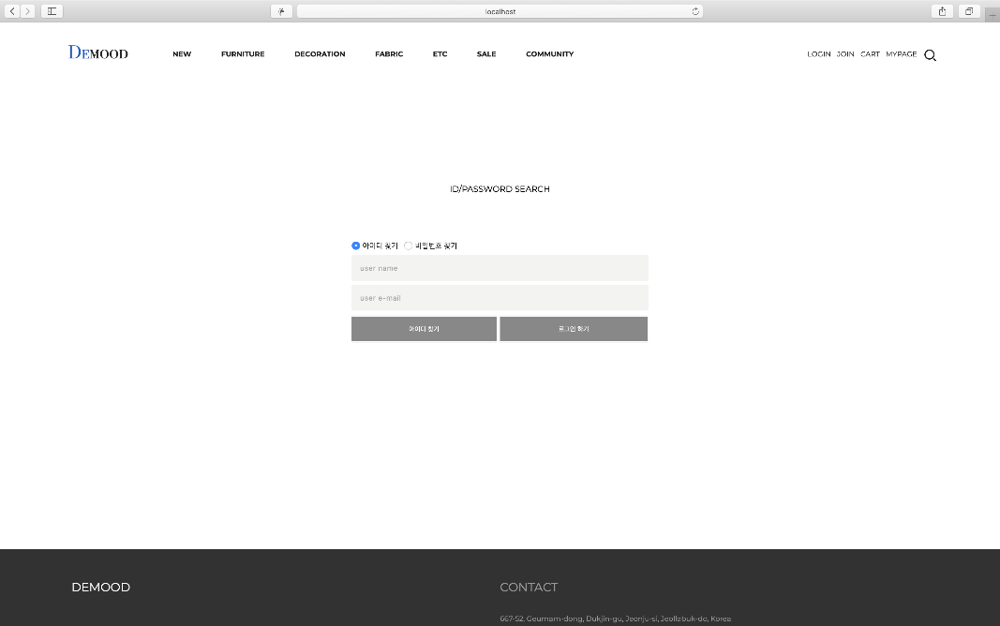 localhost
DEMOOD NEW FURNITURE DECORATION FABRIC ETC SALE COMMUNITY LOGIN JOIN CART MYPAGE
ID/PASSWORD SEARCH
아이디 찾기 비밀번호 찾기
user name
user e-mail
아이디 찾기 로그인 하기
DEMOOD CONTACT
667-52, Geumam-dong, Dukjin-gu, Jeonju-si, Jeollabuk-do, Korea